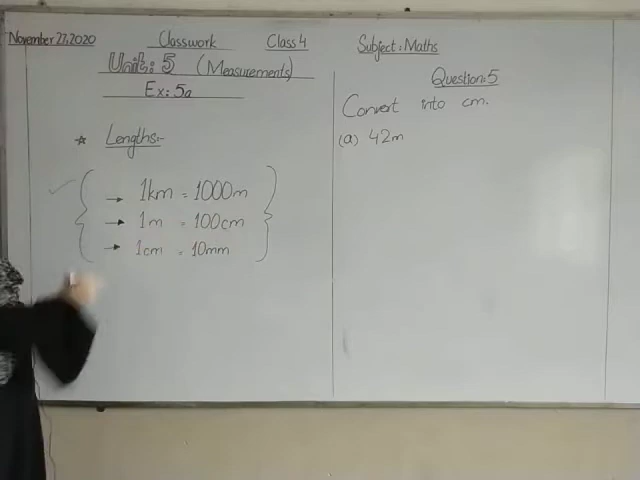 November 27, 2020 Classwork Class 4 Subject: Maths
Unit: 5 (Measurements)
Ex: 5a
* Lengths:-
→ 1km = 1000m
→ 1m = 100cm
→ 1cm = 10mm
Question: 5
Convert into cm.
(a) 42m